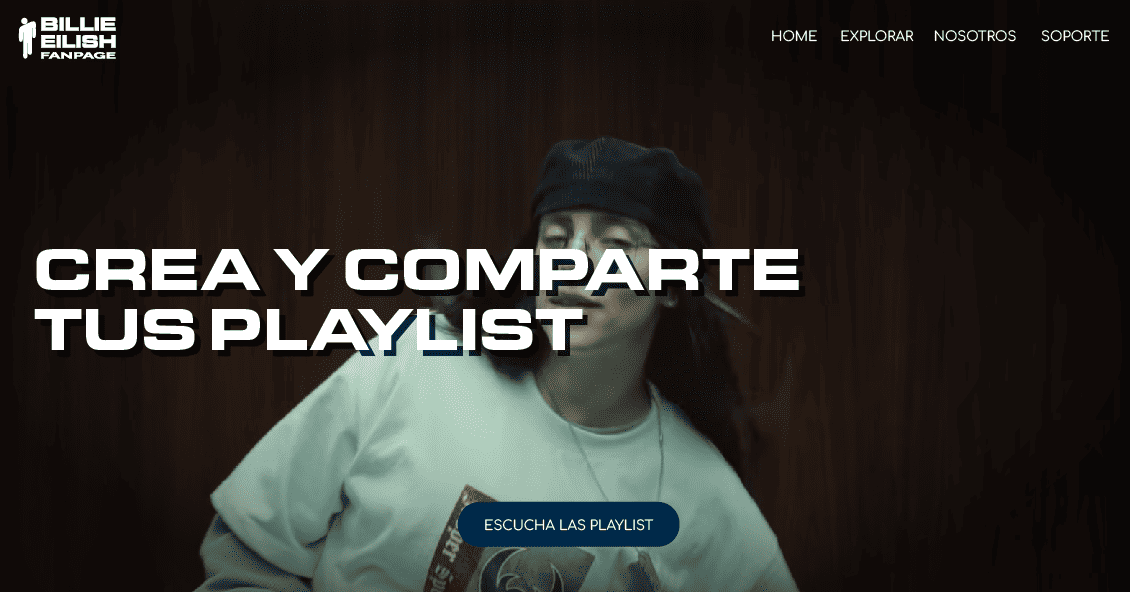 BILLIE
EILISH
FANPAGE
HOME EXPLORAR NOSOTROS SOPORTE
CREA Y COMPARTE
TUS PLAYLIST
ESCUCHA LAS PLAYLIST